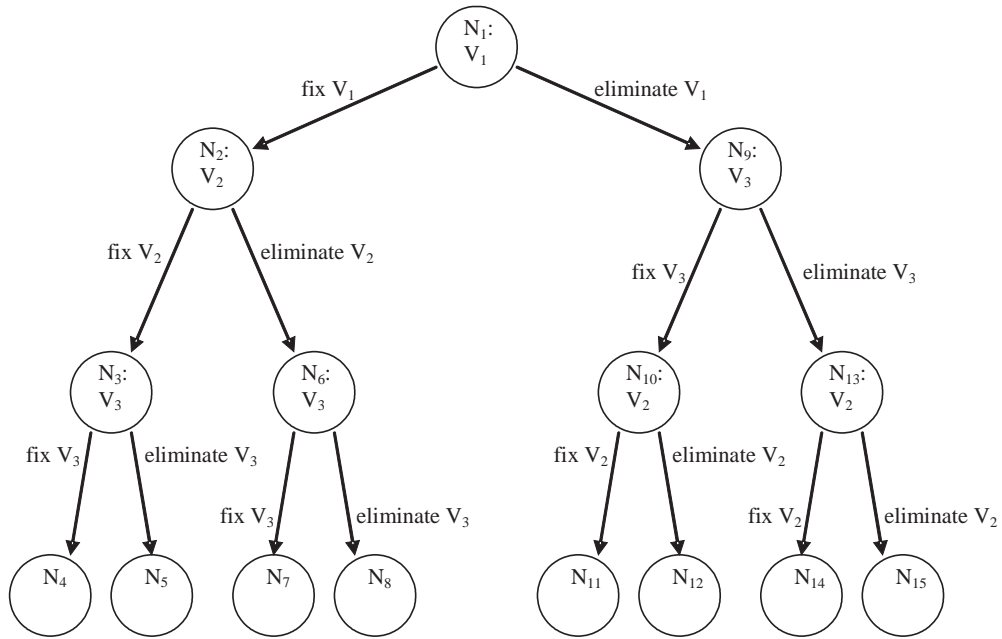 N₁:
V₁
fix V₁
eliminate V₁
N₂:
V₂
N₉:
V₃
fix V₂
eliminate V₂
fix V₃
eliminate V₃
N₃:
V₃
N₆:
V₃
N₁₀:
V₂
N₁₃:
V₂
fix V₃
eliminate V₃
fix V₂
eliminate V₂
fix V₃
eliminate V₃
fix V₂
eliminate V₂
N₄
N₅
N₇
N₈
N₁₁
N₁₂
N₁₄
N₁₅